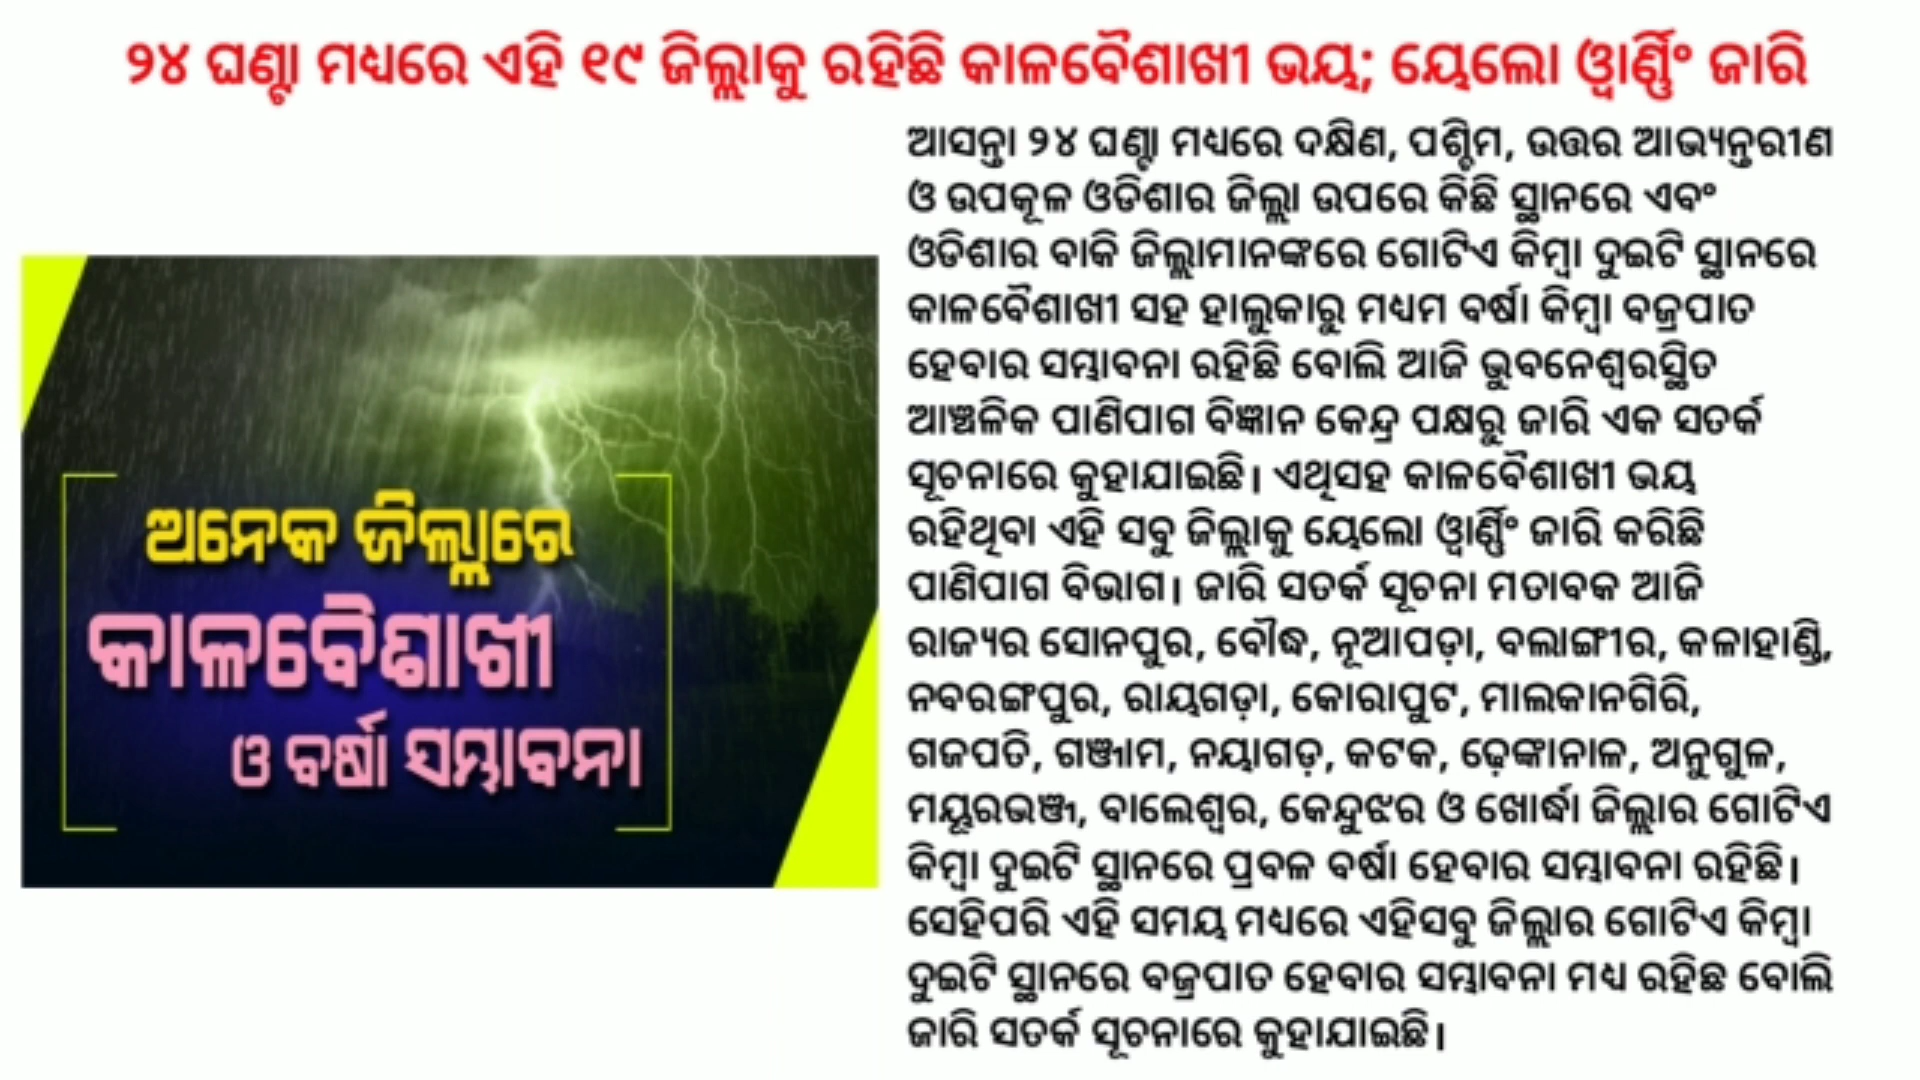 ୨୪ ଘଣ୍ଟା ମଧ୍ୟରେ ଏହି ୧୯ ଜିଲ୍ଲାକୁ ରହିଛି କାଳବୈଶାଖୀ ଭୟ; ୟେଲୋ ୱାର୍ଣ୍ଣିଂ ଜାରି
ଆସନ୍ତା ୨୪ ଘଣ୍ଟା ମଧ୍ୟରେ ଦକ୍ଷିଣ, ପଶ୍ଚିମ, ଉତ୍ତର ଆଭ୍ୟନ୍ତରୀଣ
ଓ ଉପକୂଳ ଓଡିଶାର ଜିଲ୍ଲା ଉପରେ କିଛି ସ୍ଥାନରେ ଏବଂ
ଓଡିଶାର ବାକି ଜିଲ୍ଲାମାନଙ୍କରେ ଗୋଟିଏ କିମ୍ବା ଦୁଇଟି ସ୍ଥାନରେ
କାଳବୈଶାଖୀ ସହ ହାଲୁକାରୁ ମଧ୍ୟମ ବର୍ଷା କିମ୍ବା ବଜ୍ରପାତ
ହେବାର ସମ୍ଭାବନା ରହିଛି ବୋଲି ଆଜି ଭୁବନେଶ୍ୱରସ୍ଥିତ
ଆଞ୍ଚଳିକ ପାଣିପାଗ ବିଜ୍ଞାନ କେନ୍ଦ୍ର ପକ୍ଷରୁ ଜାରି ଏକ ସତର୍କ
ସୂଚନାରେ କୁହାଯାଇଛି। ଏଥିସହ କାଳବୈଶାଖୀ ଭୟ
ରହିଥିବା ଏହି ସବୁ ଜିଲ୍ଲାକୁ ୟେଲୋ ୱାର୍ଣ୍ଣିଂ ଜାରି କରିଛି
ପାଣିପାଗ ବିଭାଗ। ଜାରି ସତର୍କ ସୂଚନା ମତାବକ ଆଜି
ରାଜ୍ୟର ସୋନପୁର, ବୌଦ୍ଧ, ନୂଆପଡ଼ା, ବଲାଙ୍ଗୀର, କଳାହାଣ୍ଡି,
ନବରଙ୍ଗପୁର, ରାୟଗଡ଼ା, କୋରାପୁଟ, ମାଲକାନଗିରି,
ଗଜପତି, ଗଞ୍ଜାମ, ନୟାଗଡ଼, କଟକ, ଢ଼େଙ୍କାନାଳ, ଅନୁଗୁଳ,
ମୟୂରଭଞ୍ଜ, ବାଲେଶ୍ୱର, କେନ୍ଦୁଝର ଓ ଖୋର୍ଦ୍ଧା ଜିଲ୍ଲାର ଗୋଟିଏ
କିମ୍ବା ଦୁଇଟି ସ୍ଥାନରେ ପ୍ରବଳ ବର୍ଷା ହେବାର ସମ୍ଭାବନା ରହିଛି।
ସେହିପରି ଏହି ସମୟ ମଧ୍ୟରେ ଏହିସବୁ ଜିଲ୍ଲାର ଗୋଟିଏ କିମ୍ବା
ଦୁଇଟି ସ୍ଥାନରେ ବଜ୍ରପାତ ହେବାର ସମ୍ଭାବନା ମଧ୍ୟ ରହିଛ ବୋଲି
ଜାରି ସତର୍କ ସୂଚନାରେ କୁହାଯାଇଛି।
ଅନେକ ଜିଲ୍ଲାରେ
କାଳବୈଶାଖୀ
ଓ ବର୍ଷା ସମ୍ଭାବନା